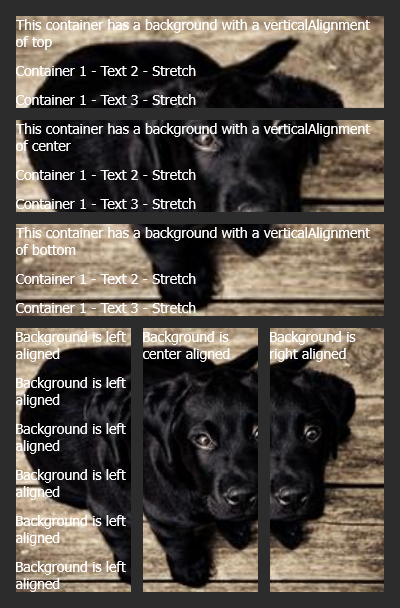 This container has a background with a verticalAlignment
of top
Container 1 - Text 2 - Stretch
Container 1 - Text 3 - Stretch
This container has a background with a verticalAlignment
of center
Container 1 - Text 2 - Stretch
Container 1 - Text 3 - Stretch
This container has a background with a verticalAlignment
of bottom
Container 1 - Text 2 - Stretch
Container 1 - Text 3 - Stretch
Background is left
aligned
Background is left
aligned
Background is left
aligned
Background is left
aligned
Background is left
aligned
Background is left
aligned
Background is
center aligned
Background is
right aligned